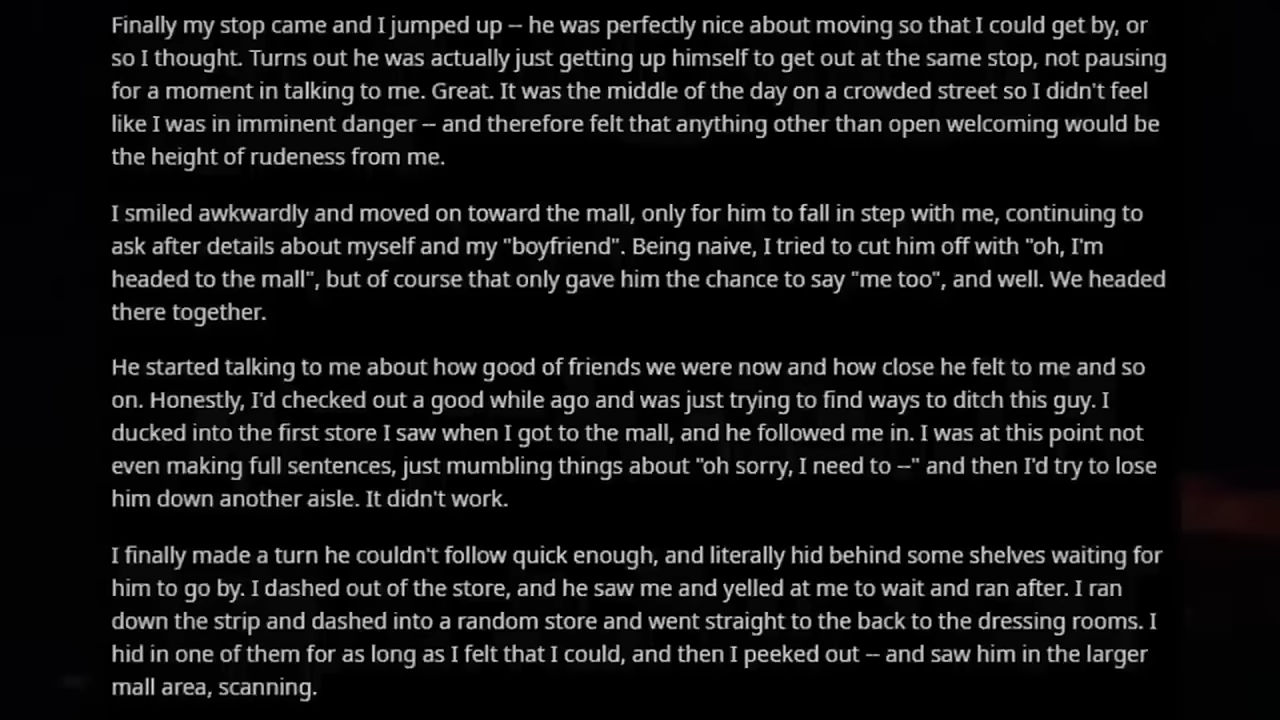 Finally my stop came and I jumped up -- he was perfectly nice about moving so that I could get by, or
so I thought. Turns out he was actually just getting up himself to get out at the same stop, not pausing
for a moment in talking to me. Great. It was the middle of the day on a crowded street so I didn't feel
like I was in imminent danger -- and therefore felt that anything other than open welcoming would be
the height of rudeness from me.
I smiled awkwardly and moved on toward the mall, only for him to fall in step with me, continuing to
ask after details about myself and my "boyfriend". Being naive, I tried to cut him off with "oh, I'm
headed to the mall", but of course that only gave him the chance to say "me too", and well. We headed
there together.
He started talking to me about how good of friends we were now and how close he felt to me and so
on. Honestly, I'd checked out a good while ago and was just trying to find ways to ditch this guy. I
ducked into the first store I saw when I got to the mall, and he followed me in. I was at this point not
even making full sentences, just mumbling things about "oh sorry, I need to --" and then I'd try to lose
him down another aisle. It didn't work.
I finally made a turn he couldn't follow quick enough, and literally hid behind some shelves waiting for
him to go by. I dashed out of the store, and he saw me and yelled at me to wait and ran after. I ran
down the strip and dashed into a random store and went straight to the back to the dressing rooms. I
hid in one of them for as long as I felt that I could, and then I peeked out -- and saw him in the larger
mall area, scanning.